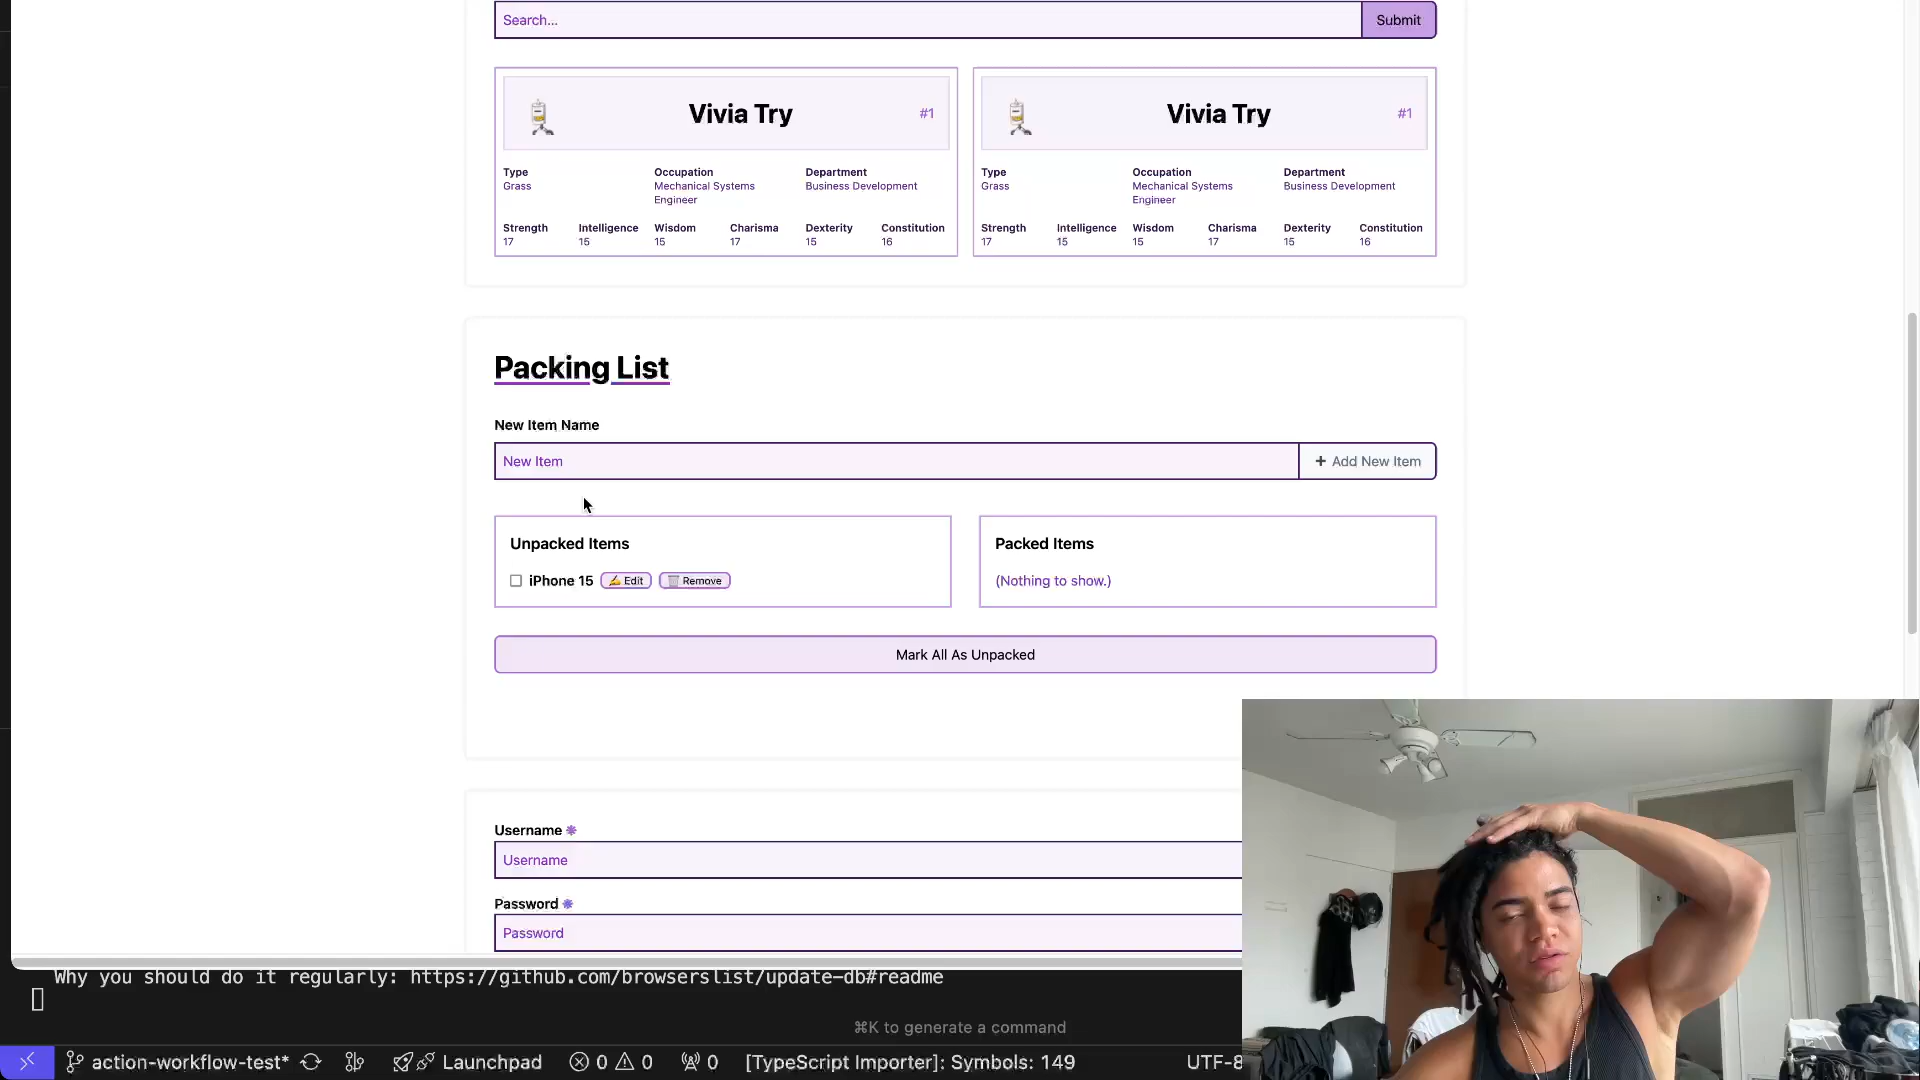 Search...
Submit
Vivia Try
#1
Type
Grass
Occupation
Mechanical Systems
Engineer
Department
Business Development
Strength
17
Intelligence
15
Wisdom
15
Charisma
17
Dexterity
15
Constitution
16
Vivia Try
#1
Type
Grass
Occupation
Mechanical Systems
Engineer
Department
Business Development
Strength
17
Intelligence
15
Wisdom
15
Charisma
17
Dexterity
15
Constitution
16
Packing List
New Item Name
New Item
+ Add New Item
Unpacked Items
iPhone 15
Edit
Remove
Packed Items
(Nothing to show.)
Mark All As Unpacked
Username
Username
Password
Password
Why you should do it regularly: https://github.com/browserslist/update-db#readme
⌘K to generate a command
action-workflow-test* Launchpad 0 0 0 [TypeScript Importer]: Symbols: 149 UTF-8